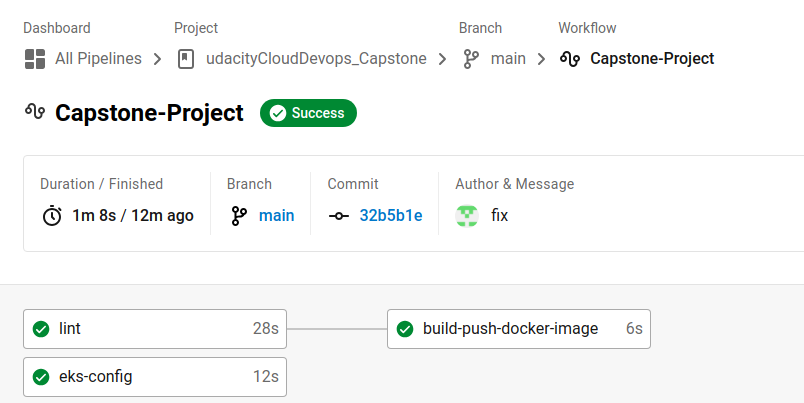 Dashboard Project Branch Workflow
All Pipelines udacityCloudDevops_Capstone main Capstone-Project
Capstone-Project Success
Duration / Finished Branch Commit Author & Message
1m 8s / 12m ago main 32b5b1e fix
lint 28s build-push-docker-image 6s
eks-config 12s